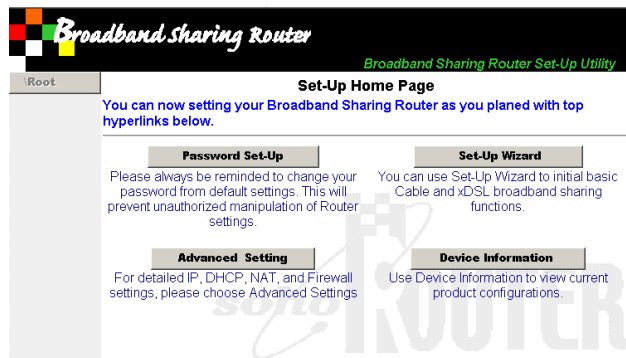 Broadband Sharing Router
Broadband Sharing Router Set-Up Utility
\Root
Set-Up Home Page
You can now setting your Broadband Sharing Router as you planed with top
hyperlinks below.
Password Set-Up
Please always be reminded to change your
password from default settings. This will
prevent unauthorized manipulation of Router
settings.
Set-Up Wizard
You can use Set-Up Wizard to initial basic
Cable and xDSL broadband sharing
functions.
Advanced Setting
For detailed IP, DHCP, NAT, and Firewall
settings, please choose Advanced Settings
Device Information
Use Device Information to view current
product configurations.
SOHO ROUTER